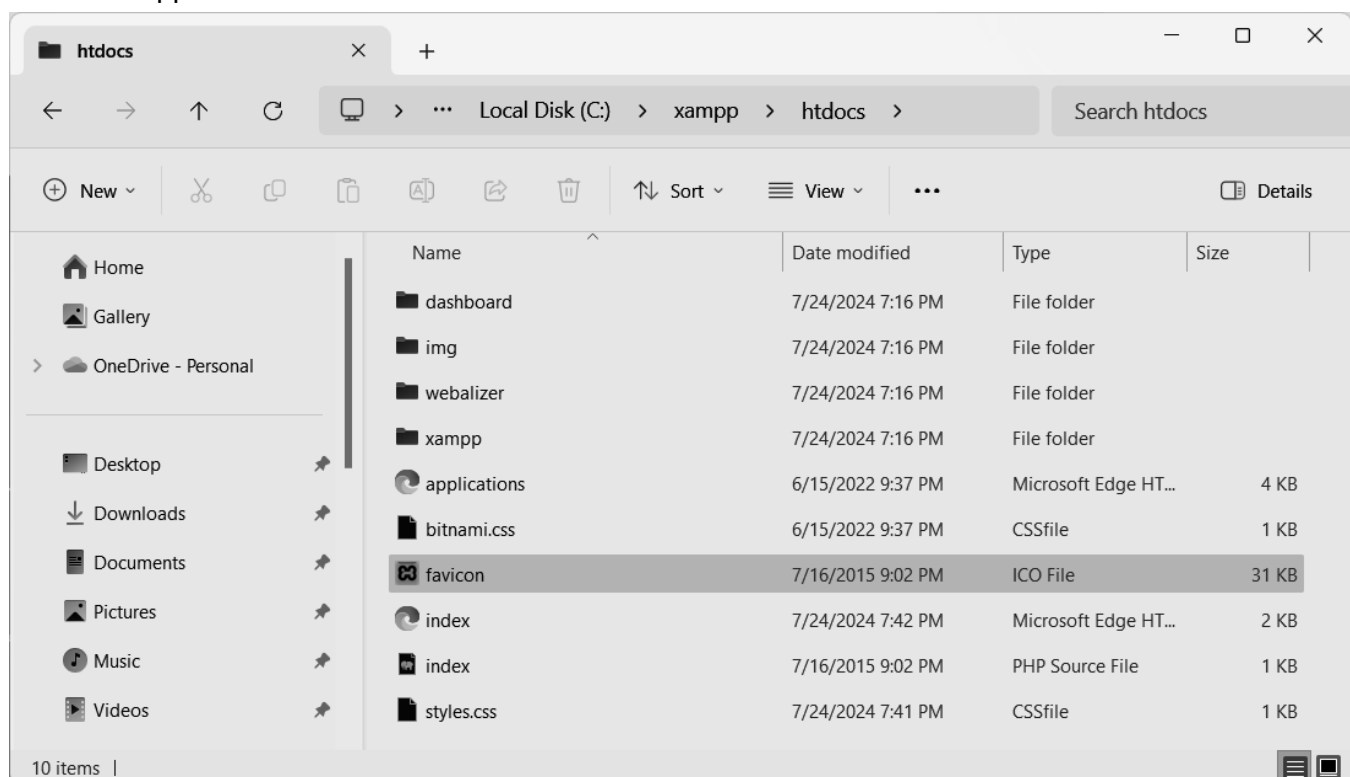 htdocs
Local Disk (C:) xampp htdocs Search htdocs
New Sort View Details
Home
Gallery
OneDrive - Personal
Desktop
Downloads
Documents
Pictures
Music
Videos
Name Date modified Type Size
dashboard 7/24/2024 7:16 PM File folder
img 7/24/2024 7:16 PM File folder
webalizer 7/24/2024 7:16 PM File folder
xampp 7/24/2024 7:16 PM File folder
applications 6/15/2022 9:37 PM Microsoft Edge HT... 4 KB
bitnami.css 6/15/2022 9:37 PM CSSfile 1 KB
favicon 7/16/2015 9:02 PM ICO File 31 KB
index 7/24/2024 7:42 PM Microsoft Edge HT... 2 KB
index 7/16/2015 9:02 PM PHP Source File 1 KB
styles.css 7/24/2024 7:41 PM CSSfile 1 KB
10 items